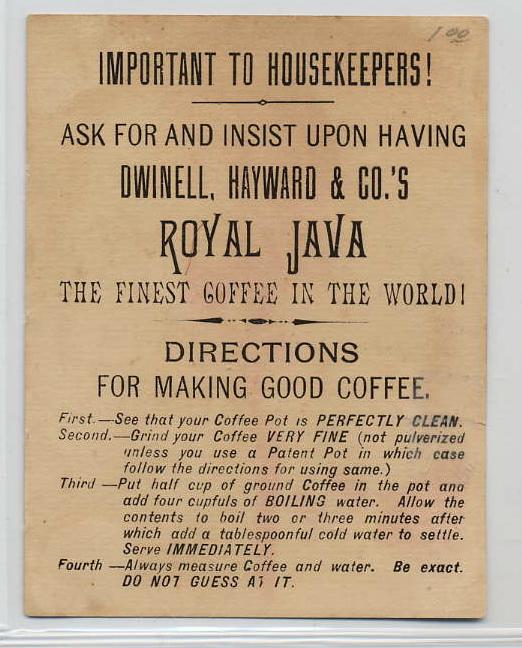 1 00
IMPORTANT TO HOUSEKEEPERS!
ASK FOR AND INSIST UPON HAVING
DWINELL, HAYWARD & CO.'S
ROYAL JAVA
THE FINEST COFFEE IN THE WORLD!
DIRECTIONS
FOR MAKING GOOD COFFEE.
First.—See that your Coffee Pot is PERFECTLY CLEAN.
Second.—Grind your Coffee VERY FINE (not pulverized
unless you use a Patent Pot in which case
follow the directions for using same.)
Third —Put half cup of ground Coffee in the pot and
add four cupfuls of BOILING water. Allow the
contents to boil two or three minutes after
which add a tablespoonful cold water to settle.
Serve IMMEDIATELY.
Fourth —Always measure Coffee and water. Be exact.
DO NOT GUESS AT IT.